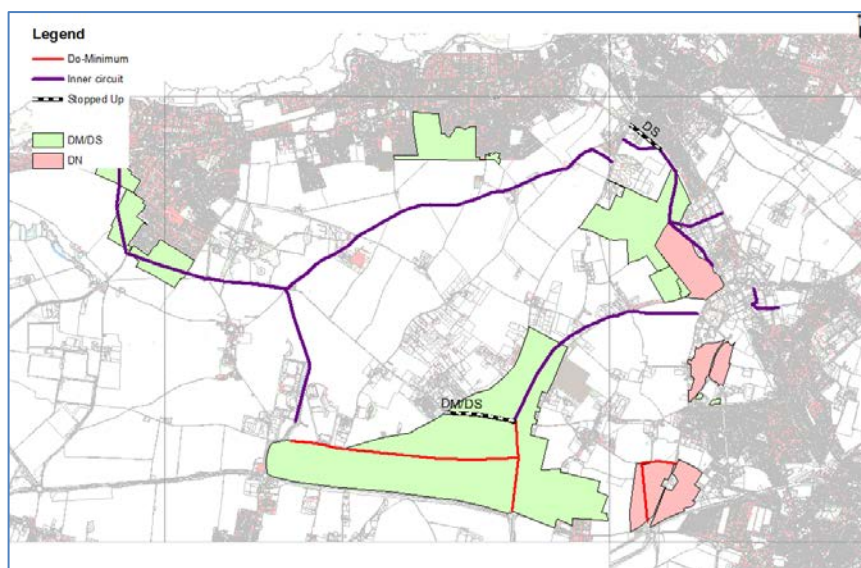 Legend
Do-Minimum
Inner circuit
Stopped Up
DM/DS
DN
DS
DM/DS